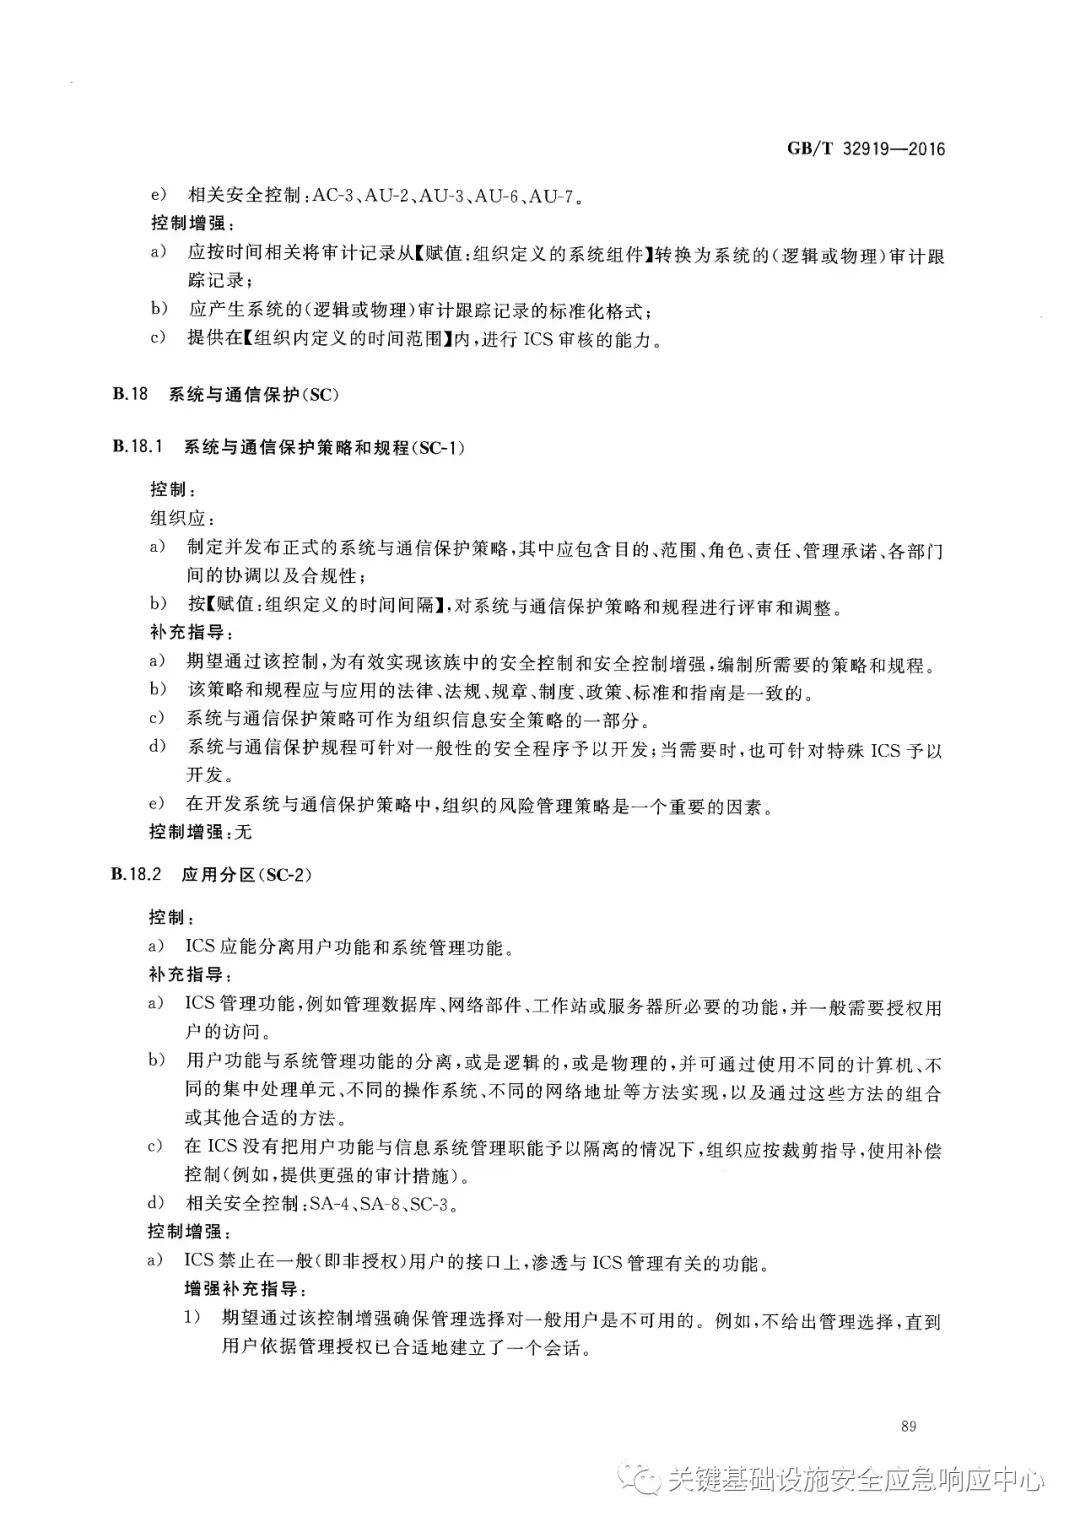 GB/T 32919—2016
e) 相关安全控制:AC-3、AU-2、AU-3、AU-6、AU-7。
控制增强:
a) 应按时间相关将审计记录从【赋值:组织定义的系统组件】转换为系统的(逻辑或物理)审计跟
踪记录;
b) 应产生系统的(逻辑或物理)审计跟踪记录的标准化格式;
c) 提供在【组织内定义的时间范围】内,进行 ICS 审核的能力。
B.18 系统与通信保护(SC)
B.18.1 系统与通信保护策略和规程(SC-1)
控制:
组织应:
a) 制定并发布正式的系统与通信保护策略,其中应包含目的、范围、角色、责任、管理承诺、各部门
间的协调以及合规性;
b) 按【赋值:组织定义的时间间隔】,对系统与通信保护策略和规程进行评审和调整。
补充指导:
a) 期望通过该控制,为有效实现该族中的安全控制和安全控制增强,编制所需要的策略和规程。
b) 该策略和规程应与应用的法律、法规、规章、制度、政策、标准和指南是一致的。
c) 系统与通信保护策略可作为组织信息安全策略的一部分。
d) 系统与通信保护规程可针对一般性的安全程序予以开发;当需要时,也可针对特殊 ICS 予以
开发。
e) 在开发系统与通信保护策略中,组织的风险管理策略是一个重要的因素。
控制增强:无
B.18.2 应用分区(SC-2)
控制:
a) ICS 应能分离用户功能和系统管理功能。
补充指导:
a) ICS 管理功能,例如管理数据库、网络部件、工作站或服务器所必要的功能,并一般需要授权用
户的访问。
b) 用户功能与系统管理功能的分离,或是逻辑的,或是物理的,并可通过使用不同的计算机、不
同的集中处理单元、不同的操作系统、不同的网络地址等方法实现,以及通过这些方法的组合
或其他合适的方法。
c) 在 ICS 没有把用户功能与信息系统管理职能予以隔离的情况下,组织应按裁剪指导,使用补偿
控制(例如,提供更强的审计措施)。
d) 相关安全控制:SA-4、SA-8、SC-3。
控制增强:
a) ICS 禁止在一般(即非授权)用户的接口上,渗透与 ICS 管理有关的功能。
增强补充指导:
1) 期望通过该控制增强确保管理选择对一般用户是不可用的。例如,不给出管理选择,直到
用户依据管理授权已合适地建立了一个会话。
89
关键基础设施安全应急响应中心